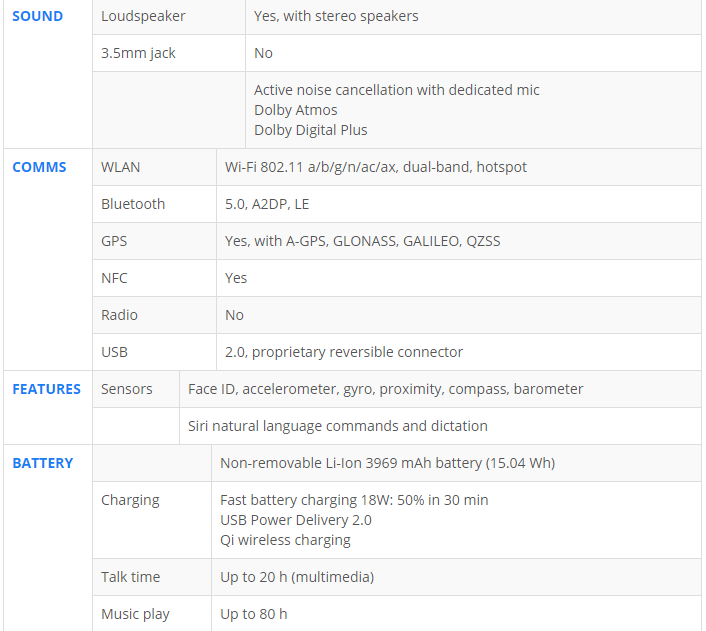 SOUND Loudspeaker Yes, with stereo speakers
3.5mm jack No
Active noise cancellation with dedicated mic
Dolby Atmos
Dolby Digital Plus
COMMS WLAN Wi-Fi 802.11 a/b/g/n/ac/ax, dual-band, hotspot
Bluetooth 5.0, A2DP, LE
GPS Yes, with A-GPS, GLONASS, GALILEO, QZSS
NFC Yes
Radio No
USB 2.0, proprietary reversible connector
FEATURES Sensors Face ID, accelerometer, gyro, proximity, compass, barometer
Siri natural language commands and dictation
BATTERY Non-removable Li-Ion 3969 mAh battery (15.04 Wh)
Charging Fast battery charging 18W: 50% in 30 min
USB Power Delivery 2.0
Qi wireless charging
Talk time Up to 20 h (multimedia)
Music play Up to 80 h